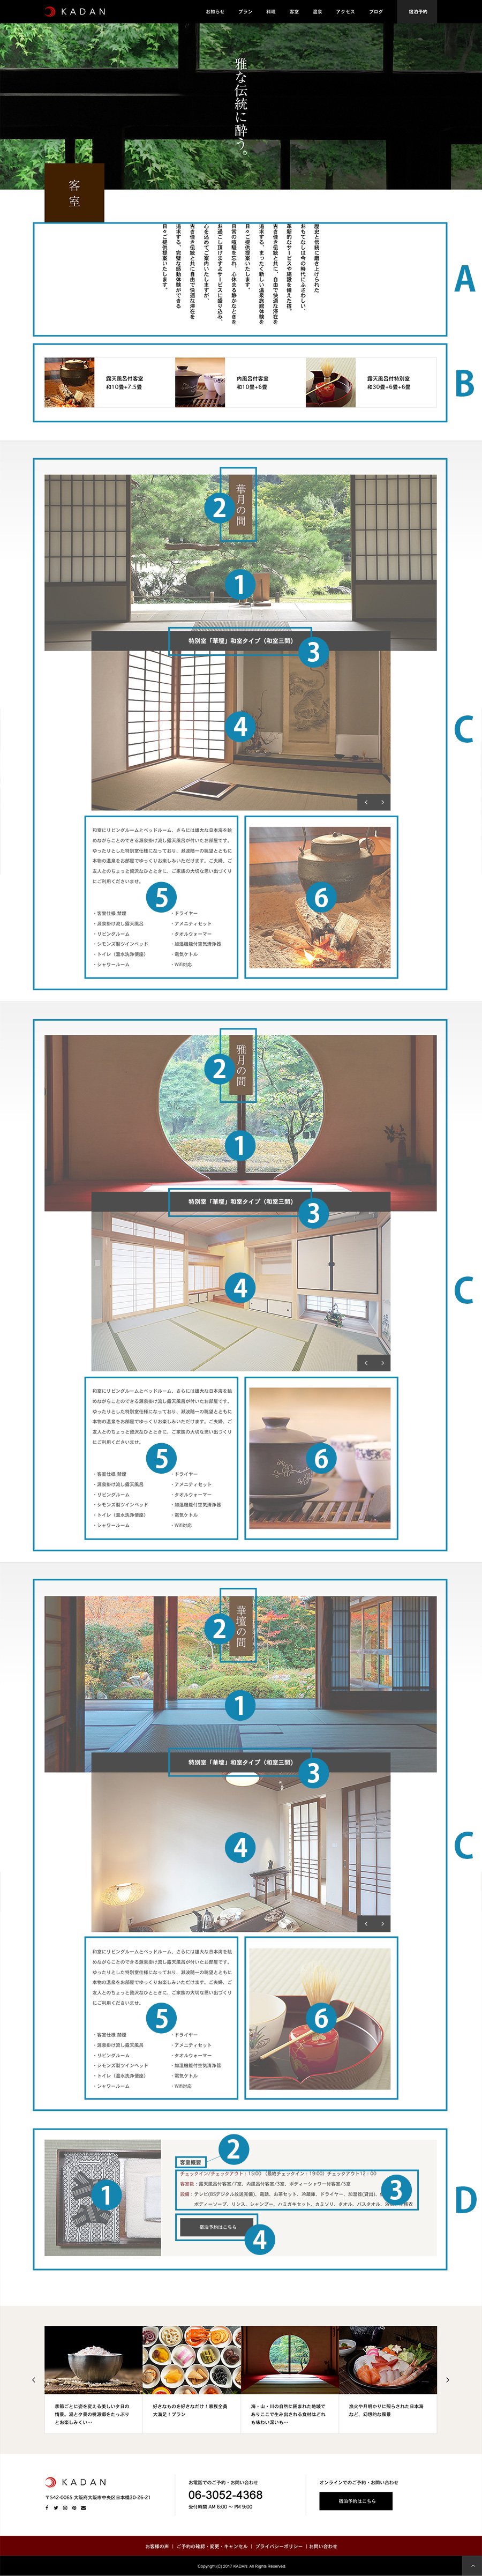 KADAN
お知らせ プラン 料理 客室 温泉 アクセス ブログ 宿泊予約
雅な伝統に酔う。
客室
A
歴史と伝統に磨き上げられた
おもてなしは今の時代にふさわしい、
革新的なサービスや施設を備えた宿。
古き佳き伝統と共に、自由で快適な滞在を
追求する、まったく新しい温泉旅館体験を
日々ご提供提案いたします。
日常の喧騒を忘れ、心休まる静かなときを
お過ごし頂けますよサービスに盛り込み、
心を込めてご案内いたしますが、
古き佳き伝統と共に自由で快適な滞在を
追求する、完璧な感動体験ができる
日々ご提供提案いたします。
B
露天風呂付客室
和10畳+7.5畳
内風呂付客室
和10畳+6畳
露天風呂付特別室
和30畳+6畳+6畳
C
2
華月の間
1
特別室「華壇」和室タイプ(和室三間)
3
4
和室にリビングルームとベッドルーム、さらには雄大な日本海を眺
めながらことのできる源泉掛け流し露天風呂が付いたお部屋です。
ゆったりとした特別室仕様になっており、瀬波随一の眺望とともに
本物の温泉をお部屋でゆっくりお楽しみいただけます。ご夫婦、ご
友人とのちょっと贅沢なひとときに、ご家族の大切な思い出づくり
にご利用くださいませ。
5
・客室仕様 禁煙
・源泉掛け流し露天風呂
・リビングルーム
・シモンズ製ツインベッド
・トイレ(温水洗浄便座)
・シャワールーム
・ドライヤー
・アメニティセット
・タオルウォーマー
・加湿機能付空気清浄器
・電気ケトル
・Wifi対応
6
C
2
雅月の間
1
特別室「華壇」和室タイプ(和室三間)
3
4
和室にリビングルームとベッドルーム、さらには雄大な日本海を眺
めながらことのできる源泉掛け流し露天風呂が付いたお部屋です。
ゆったりとした特別室仕様になっており、瀬波随一の眺望とともに
本物の温泉をお部屋でゆっくりお楽しみいただけます。ご夫婦、ご
友人とのちょっと贅沢なひとときに、ご家族の大切な思い出づくり
にご利用くださいませ。
5
・客室仕様 禁煙
・源泉掛け流し露天風呂
・リビングルーム
・シモンズ製ツインベッド
・トイレ(温水洗浄便座)
・シャワールーム
・ドライヤー
・アメニティセット
・タオルウォーマー
・加湿機能付空気清浄器
・電気ケトル
・Wifi対応
6
C
2
華壇の間
1
特別室「華壇」和室タイプ(和室三間)
3
4
和室にリビングルームとベッドルーム、さらには雄大な日本海を眺
めながらことのできる源泉掛け流し露天風呂が付いたお部屋です。
ゆったりとした特別室仕様になっており、瀬波随一の眺望とともに
本物の温泉をお部屋でゆっくりお楽しみいただけます。ご夫婦、ご
友人とのちょっと贅沢なひとときに、ご家族の大切な思い出づくり
にご利用くださいませ。
5
・客室仕様 禁煙
・源泉掛け流し露天風呂
・リビングルーム
・シモンズ製ツインベッド
・トイレ(温水洗浄便座)
・シャワールーム
・ドライヤー
・アメニティセット
・タオルウォーマー
・加湿機能付空気清浄器
・電気ケトル
・Wifi対応
6
D
1
2
客室概要
チェックイン/チェックアウト:15:00 (最終チェックイン:19:00) チェックアウト12:00
客室数:露天風呂付客室/7室、内風呂付客室/3室、ボディーシャワー付客室/5室
設備:テレビ(BSデジタル放送完備)、電話、お茶セット、冷蔵庫、ドライヤー、加湿器(貸出)、
ボディーソープ、リンス、シャンプー、ハミガキセット、カミソリ、タオル、バスタオル、
3
宿泊予約はこちら
4
季節ごとに姿を変える美しい夕日の
情景。湯と夕景の桃源郷をたっぷり
とお楽しみくい…
好きなものを好きなだけ!家族全員
大満足!プラン
海・山・川の自然に囲まれた地域で
ありここで生み出される食材はどれ
も味わい深いも…
漁火や月明かりに照らされた日本海
など、幻想的な風景
KADAN
〒542-0065 大阪府大阪市中央区日本橋30-26-21
お電話でのご予約・お問い合わせ
06-3052-4368
受付時間 AM 6:00 〜 PM 9:00
オンラインでのご予約・お問い合わせ
宿泊予約はこちら
お客様の声 | ご予約の確認・変更・キャンセル | プライバシーポリシー | お問い合わせ
Copyright (C) 2017 KADAN. All Rights Reserved.